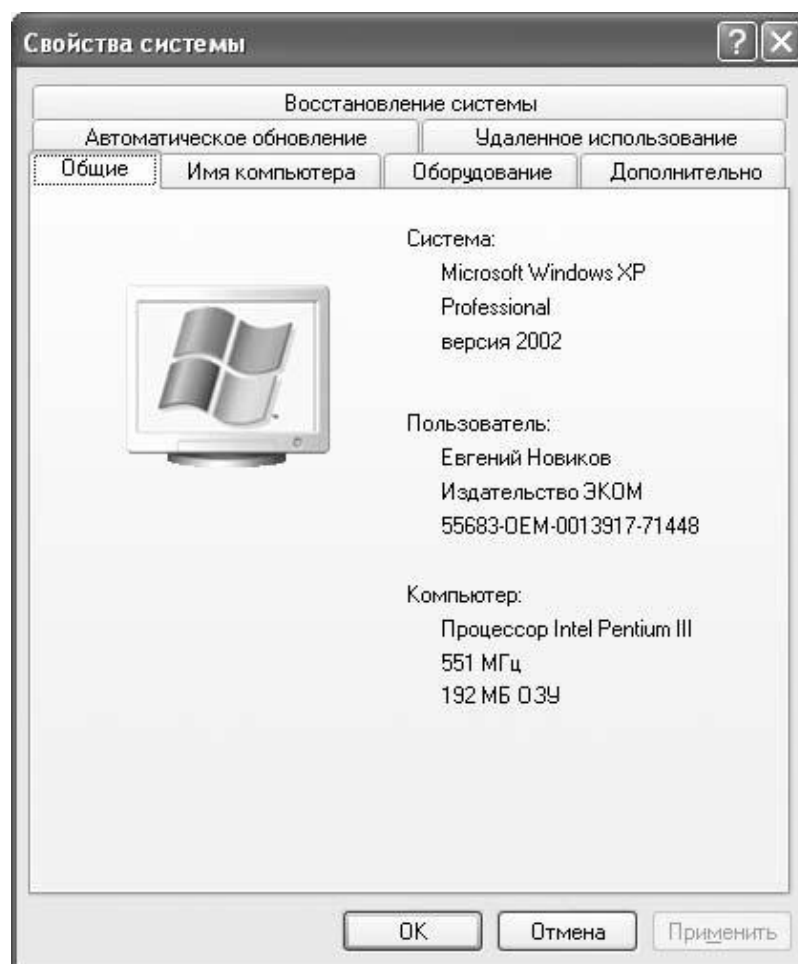 Свойства системы
Восстановление системы
Автоматическое обновление
Удаленное использование
Общие
Имя компьютера
Оборудование
Дополнительно
Система:
Microsoft Windows XP
Professional
версия 2002
Пользователь:
Евгений Новиков
Издательство ЭКОМ
55683-OEM-0013917-71448
Компьютер:
Процессор Intel Pentium III
551 МГц
192 МБ ОЗУ
OK
Отмена
Применить